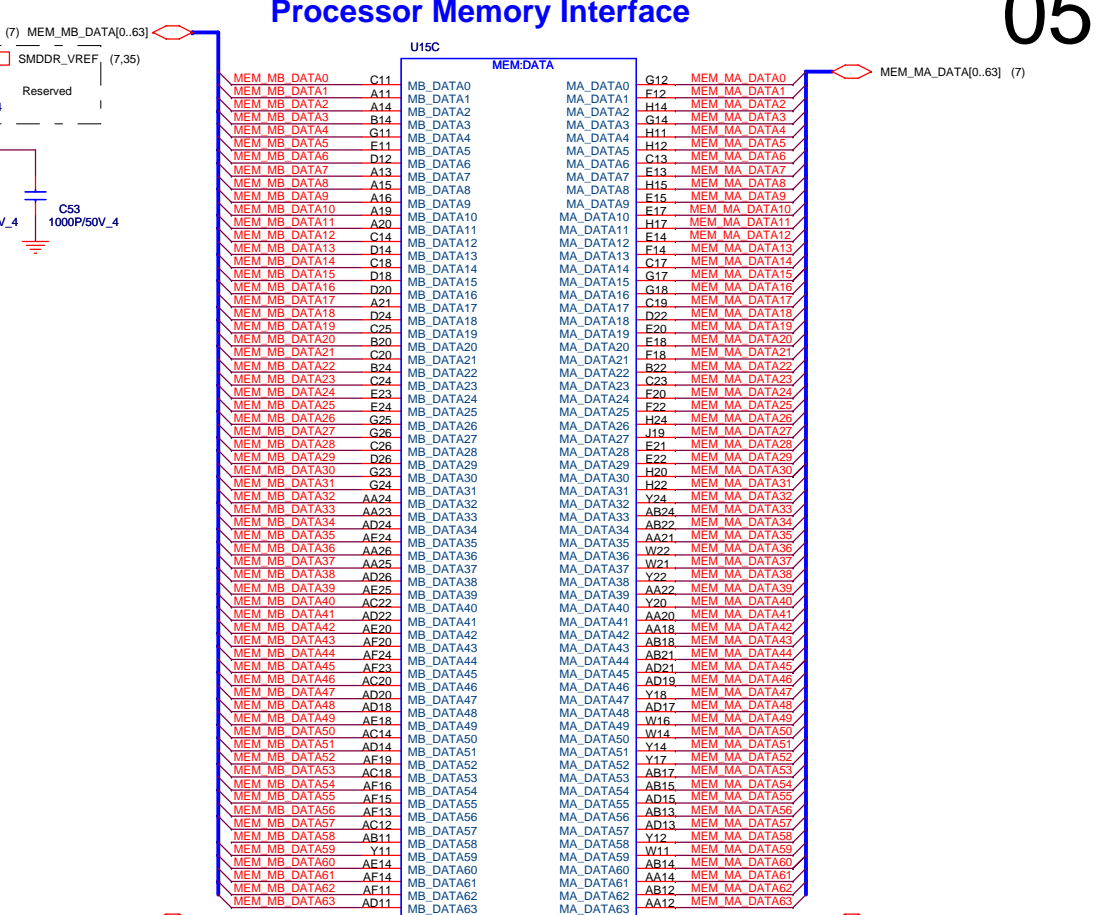 Processor Memory Interface
05
(7) MEM_MB_DATA[0..63]
SMDDR_VREF (7,35)
Reserved
C53
1000P/50V_4
V_4
U15C
MEM:DATA
MEM_MA_DATA[0..63] (7)
MEM_MB_DATA0 C11 MB_DATA0 MA_DATA0 G12 MEM_MA_DATA0
MEM_MB_DATA1 A11 MB_DATA1 MA_DATA1 F12 MEM_MA_DATA1
MEM_MB_DATA2 A14 MB_DATA2 MA_DATA2 H14 MEM_MA_DATA2
MEM_MB_DATA3 B14 MB_DATA3 MA_DATA3 G14 MEM_MA_DATA3
MEM_MB_DATA4 G11 MB_DATA4 MA_DATA4 H11 MEM_MA_DATA4
MEM_MB_DATA5 E11 MB_DATA5 MA_DATA5 H12 MEM_MA_DATA5
MEM_MB_DATA6 D12 MB_DATA6 MA_DATA6 C13 MEM_MA_DATA6
MEM_MB_DATA7 A13 MB_DATA7 MA_DATA7 E13 MEM_MA_DATA7
MEM_MB_DATA8 A15 MB_DATA8 MA_DATA8 H15 MEM_MA_DATA8
MEM_MB_DATA9 A16 MB_DATA9 MA_DATA9 E15 MEM_MA_DATA9
MEM_MB_DATA10 A19 MB_DATA10 MA_DATA10 E17 MEM_MA_DATA10
MEM_MB_DATA11 A20 MB_DATA11 MA_DATA11 H17 MEM_MA_DATA11
MEM_MB_DATA12 C14 MB_DATA12 MA_DATA12 E14 MEM_MA_DATA12
MEM_MB_DATA13 D14 MB_DATA13 MA_DATA13 F14 MEM_MA_DATA13
MEM_MB_DATA14 C18 MB_DATA14 MA_DATA14 C17 MEM_MA_DATA14
MEM_MB_DATA15 D18 MB_DATA15 MA_DATA15 G17 MEM_MA_DATA15
MEM_MB_DATA16 D20 MB_DATA16 MA_DATA16 G18 MEM_MA_DATA16
MEM_MB_DATA17 A21 MB_DATA17 MA_DATA17 C19 MEM_MA_DATA17
MEM_MB_DATA18 D24 MB_DATA18 MA_DATA18 D22 MEM_MA_DATA18
MEM_MB_DATA19 C25 MB_DATA19 MA_DATA19 E20 MEM_MA_DATA19
MEM_MB_DATA20 B20 MB_DATA20 MA_DATA20 E18 MEM_MA_DATA20
MEM_MB_DATA21 C20 MB_DATA21 MA_DATA21 F18 MEM_MA_DATA21
MEM_MB_DATA22 B24 MB_DATA22 MA_DATA22 B22 MEM_MA_DATA22
MEM_MB_DATA23 C24 MB_DATA23 MA_DATA23 C23 MEM_MA_DATA23
MEM_MB_DATA24 E23 MB_DATA24 MA_DATA24 F20 MEM_MA_DATA24
MEM_MB_DATA25 E24 MB_DATA25 MA_DATA25 F22 MEM_MA_DATA25
MEM_MB_DATA26 G25 MB_DATA26 MA_DATA26 H24 MEM_MA_DATA26
MEM_MB_DATA27 G26 MB_DATA27 MA_DATA27 J19 MEM_MA_DATA27
MEM_MB_DATA28 C26 MB_DATA28 MA_DATA28 E21 MEM_MA_DATA28
MEM_MB_DATA29 D26 MB_DATA29 MA_DATA29 E22 MEM_MA_DATA29
MEM_MB_DATA30 G23 MB_DATA30 MA_DATA30 H20 MEM_MA_DATA30
MEM_MB_DATA31 G24 MB_DATA31 MA_DATA31 H22 MEM_MA_DATA31
MEM_MB_DATA32 AA24 MB_DATA32 MA_DATA32 Y24 MEM_MA_DATA32
MEM_MB_DATA33 AA23 MB_DATA33 MA_DATA33 AB24 MEM_MA_DATA33
MEM_MB_DATA34 AD24 MB_DATA34 MA_DATA34 AB22 MEM_MA_DATA34
MEM_MB_DATA35 AE24 MB_DATA35 MA_DATA35 AA21 MEM_MA_DATA35
MEM_MB_DATA36 AA26 MB_DATA36 MA_DATA36 W22 MEM_MA_DATA36
MEM_MB_DATA37 AA25 MB_DATA37 MA_DATA37 W21 MEM_MA_DATA37
MEM_MB_DATA38 AD26 MB_DATA38 MA_DATA38 Y22 MEM_MA_DATA38
MEM_MB_DATA39 AE25 MB_DATA39 MA_DATA39 AA22 MEM_MA_DATA39
MEM_MB_DATA40 AC22 MB_DATA40 MA_DATA40 Y20 MEM_MA_DATA40
MEM_MB_DATA41 AD22 MB_DATA41 MA_DATA41 AA20 MEM_MA_DATA41
MEM_MB_DATA42 AE20 MB_DATA42 MA_DATA42 AA18 MEM_MA_DATA42
MEM_MB_DATA43 AF20 MB_DATA43 MA_DATA43 AB18 MEM_MA_DATA43
MEM_MB_DATA44 AF24 MB_DATA44 MA_DATA44 AB21 MEM_MA_DATA44
MEM_MB_DATA45 AF23 MB_DATA45 MA_DATA45 AD21 MEM_MA_DATA45
MEM_MB_DATA46 AC20 MB_DATA46 MA_DATA46 AD19 MEM_MA_DATA46
MEM_MB_DATA47 AD20 MB_DATA47 MA_DATA47 Y18 MEM_MA_DATA47
MEM_MB_DATA48 AD18 MB_DATA48 MA_DATA48 AD17 MEM_MA_DATA48
MEM_MB_DATA49 AE18 MB_DATA49 MA_DATA49 W16 MEM_MA_DATA49
MEM_MB_DATA50 AC14 MB_DATA50 MA_DATA50 W14 MEM_MA_DATA50
MEM_MB_DATA51 AD14 MB_DATA51 MA_DATA51 Y14 MEM_MA_DATA51
MEM_MB_DATA52 AF19 MB_DATA52 MA_DATA52 Y17 MEM_MA_DATA52
MEM_MB_DATA53 AC18 MB_DATA53 MA_DATA53 AB17 MEM_MA_DATA53
MEM_MB_DATA54 AF16 MB_DATA54 MA_DATA54 AB15 MEM_MA_DATA54
MEM_MB_DATA55 AF15 MB_DATA55 MA_DATA55 AD15 MEM_MA_DATA55
MEM_MB_DATA56 AF13 MB_DATA56 MA_DATA56 AB13 MEM_MA_DATA56
MEM_MB_DATA57 AC12 MB_DATA57 MA_DATA57 AD13 MEM_MA_DATA57
MEM_MB_DATA58 AB11 MB_DATA58 MA_DATA58 Y12 MEM_MA_DATA58
MEM_MB_DATA59 Y11 MB_DATA59 MA_DATA59 W11 MEM_MA_DATA59
MEM_MB_DATA60 AE14 MB_DATA60 MA_DATA60 AB14 MEM_MA_DATA60
MEM_MB_DATA61 AF14 MB_DATA61 MA_DATA61 AA14 MEM_MA_DATA61
MEM_MB_DATA62 AF11 MB_DATA62 MA_DATA62 AB12 MEM_MA_DATA62
MEM_MB_DATA63 AD11 MB_DATA63 MA_DATA63 AA12 MEM_MA_DATA63